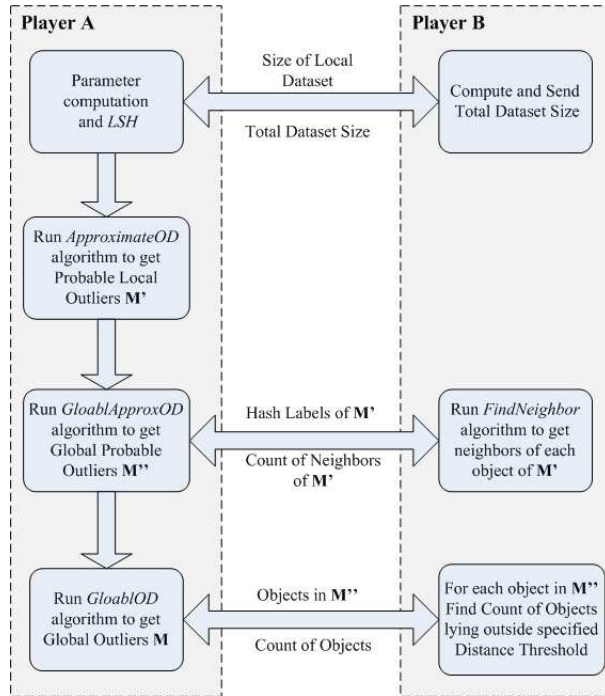 Player A
Player B
Parameter
computation
and LSH
Size of Local
Dataset
Total Dataset Size
Compute and Send
Total Dataset Size
Run ApproximateOD
algorithm to get
Probable Local
Outliers M'
Run GloablApproxOD
algorithm to get
Global Probable
Outliers M''
Hash Labels of M'
Count of Neighbors
of M'
Run FindNeighbor
algorithm to get
neighbors of each
object of M'
Run GloablOD
algorithm to get
Global Outliers M
Objects in M''
Count of Objects
For each object in M''
Find Count of Objects
lying outside specified
Distance Threshold